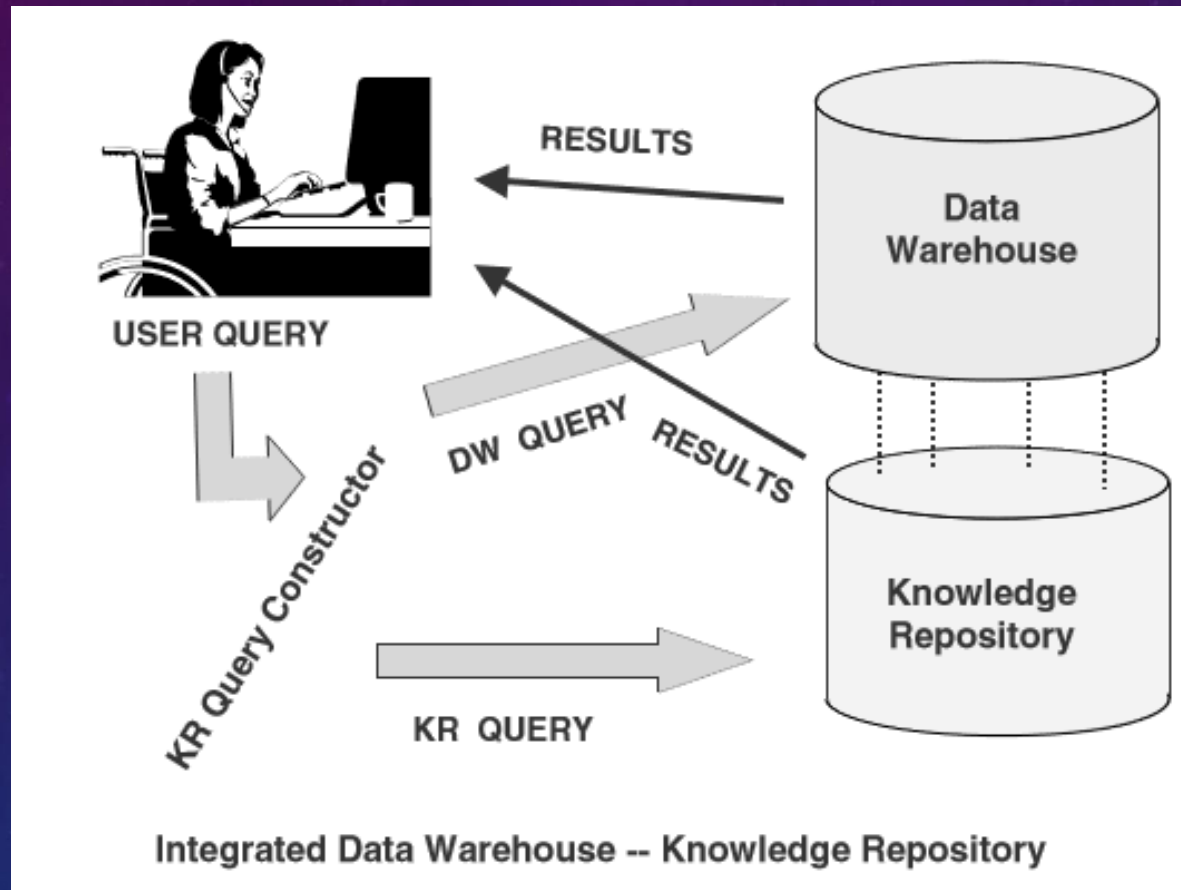 RESULTS
Data
Warehouse
USER QUERY
DW QUERY
RESULTS
KR Query Constructor
Knowledge
Repository
KR QUERY
Integrated Data Warehouse -- Knowledge Repository